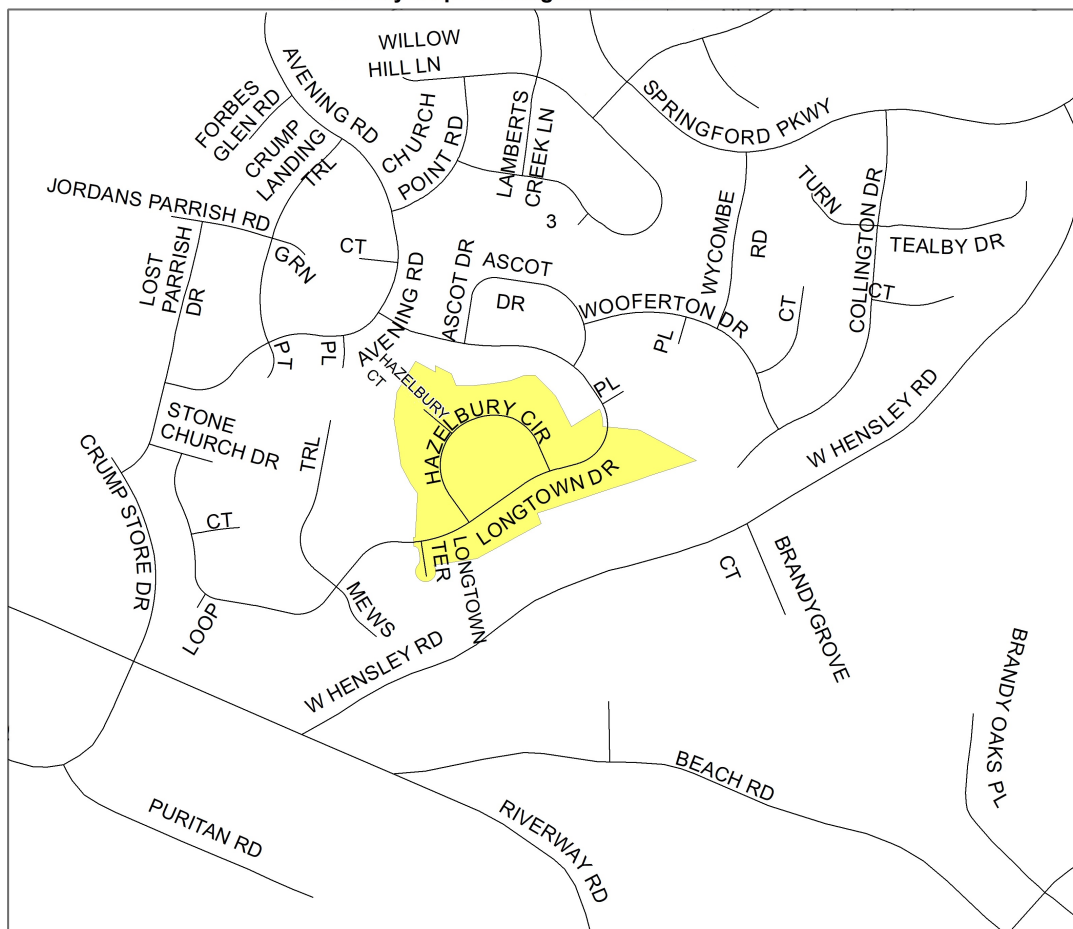 WILLOW
HILL LN
AVENING RD
FORBES
GLEN RD
CRUMP
LANDING
TRL
CHURCH
POINT RD
LAMBERTS
CREEK LN
SPRINGFORD PKWY
JORDANS PARRISH RD
LOST
PARRISH
DR
GRN
CT
3
TURN
COLLINGTON DR
TEALBY DR
WYCOMBE
RD
CT
ASCOT DR
ASCOT
DR
AVENING RD
WOOFERTON DR
PL
CT
PT
PL
HAZELBURY
CT
PL
HAZELBURY CIR
W HENSLEY RD
STONE
CHURCH DR
TRL
CRUMP STORE DR
CT
LONGTOWN DR
TER
LONGTOWN
LOOP
MEWS
W HENSLEY RD
CT
BRANDYGROVE
BRANDY OAKS PL
BEACH RD
PURITAN RD
RIVERWAY RD